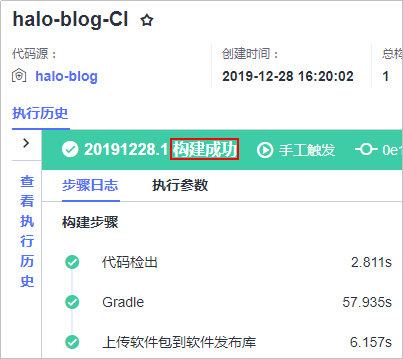 halo-blog-CI
代码源： 创建时间： 总构
halo-blog 2019-12-28 16:20:02 1
执行历史
20191228.1 构建成功 手工触发 0e1
查看执行历史
步骤日志 执行参数
构建步骤
代码检出 2.811s
Gradle 57.935s
上传软件包到软件发布库 6.157s